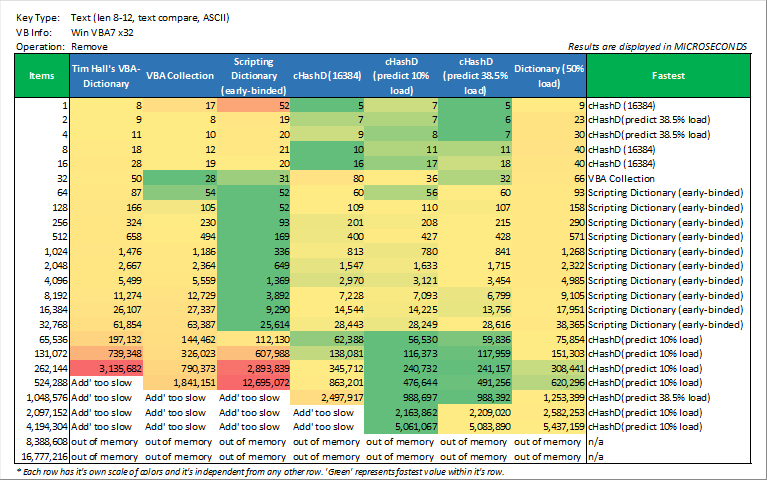 Key Type: Text (len 8-12, text compare, ASCII)
VB Info: Win VBA7 x32
Operation: Remove
Results are displayed in MICROSECONDS
Items | Tim Hall's VBA-Dictionary | VBA Collection | Scripting Dictionary (early-binded) | cHashD (16384) | cHashD (predict 10% load) | cHashD (predict 38.5% load) | Dictionary (50% load) | Fastest
1 | 8 | 17 | 52 | 5 | 7 | 5 | 9 | cHashD (16384)
2 | 9 | 8 | 19 | 7 | 7 | 6 | 23 | cHashD(predict 38.5% load)
4 | 11 | 10 | 20 | 9 | 8 | 7 | 30 | cHashD(predict 38.5% load)
8 | 18 | 12 | 21 | 10 | 11 | 11 | 40 | cHashD (16384)
16 | 28 | 19 | 20 | 16 | 17 | 18 | 40 | cHashD (16384)
32 | 50 | 28 | 31 | 80 | 36 | 32 | 66 | VBA Collection
64 | 87 | 54 | 52 | 60 | 56 | 60 | 93 | Scripting Dictionary (early-binded)
128 | 166 | 105 | 52 | 109 | 110 | 107 | 158 | Scripting Dictionary (early-binded)
256 | 324 | 230 | 93 | 201 | 208 | 215 | 290 | Scripting Dictionary (early-binded)
512 | 658 | 494 | 169 | 400 | 427 | 428 | 571 | Scripting Dictionary (early-binded)
1,024 | 1,476 | 1,186 | 336 | 813 | 780 | 841 | 1,268 | Scripting Dictionary (early-binded)
2,048 | 2,667 | 2,364 | 649 | 1,547 | 1,633 | 1,715 | 2,322 | Scripting Dictionary (early-binded)
4,096 | 5,499 | 5,559 | 1,369 | 2,970 | 3,121 | 3,454 | 4,985 | Scripting Dictionary (early-binded)
8,192 | 11,274 | 12,729 | 3,892 | 7,228 | 7,093 | 6,799 | 9,105 | Scripting Dictionary (early-binded)
16,384 | 26,107 | 27,337 | 9,290 | 14,544 | 14,225 | 13,756 | 17,951 | Scripting Dictionary (early-binded)
32,768 | 61,854 | 63,387 | 25,614 | 28,443 | 28,249 | 28,616 | 38,365 | Scripting Dictionary (early-binded)
65,536 | 197,132 | 144,462 | 112,130 | 62,388 | 56,530 | 59,836 | 75,854 | cHashD(predict 10% load)
131,072 | 739,348 | 326,023 | 607,988 | 138,081 | 116,373 | 117,959 | 151,303 | cHashD(predict 10% load)
262,144 | 3,135,682 | 790,373 | 2,893,839 | 345,712 | 240,732 | 241,157 | 308,441 | cHashD(predict 10% load)
524,288 | Add' too slow | 1,841,151 | 12,695,072 | 863,201 | 476,644 | 491,256 | 620,296 | cHashD(predict 10% load)
1,048,576 | Add' too slow | Add' too slow | Add' too slow | 2,497,917 | 988,697 | 988,392 | 1,253,399 | cHashD(predict 38.5% load)
2,097,152 | Add' too slow | Add' too slow | Add' too slow | Add' too slow | 2,163,862 | 2,209,020 | 2,582,253 | cHashD(predict 10% load)
4,194,304 | Add' too slow | Add' too slow | Add' too slow | Add' too slow | 5,061,067 | 5,083,890 | 5,437,159 | cHashD(predict 10% load)
8,388,608 | out of memory | out of memory | out of memory | out of memory | out of memory | out of memory | out of memory | n/a
16,777,216 | out of memory | out of memory | out of memory | out of memory | out of memory | out of memory | out of memory | n/a
* Each row has it's own scale of colors and it's independent from any other row. 'Green' represents fastest value within it's row.